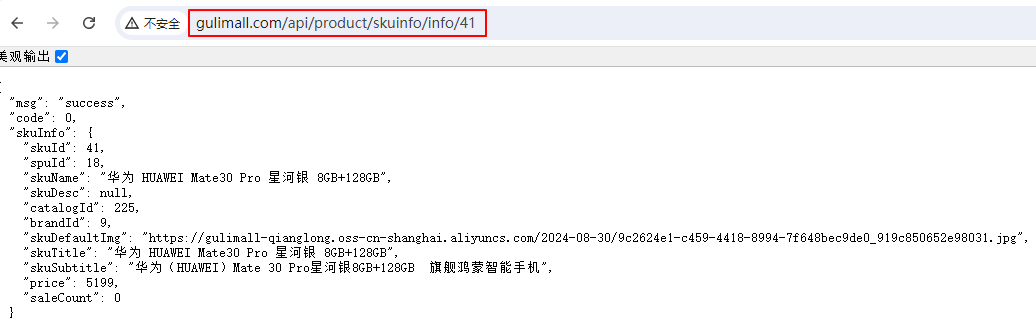 不安全 gulimall.com/api/product/skuinfo/info/41
美观输出
{
"msg": "success",
"code": 0,
"skuInfo": {
"skuId": 41,
"spuId": 18,
"skuName": "华为 HUAWEI Mate30 Pro 星河银 8GB+128GB",
"skuDesc": null,
"catalogId": 225,
"brandId": 9,
"skuDefaultImg": "https://gulimall-qianglong.oss-cn-shanghai.aliyuncs.com/2024-08-30/9c2624e1-c459-4418-8994-7f648bec9de0_919c850652e98031.jpg",
"skuTitle": "华为 HUAWEI Mate30 Pro 星河银 8GB+128GB",
"skuSubtitle": "华为（HUAWEI）Mate 30 Pro星河银8GB+128GB  旗舰鸿蒙智能手机",
"price": 5199,
"saleCount": 0
}